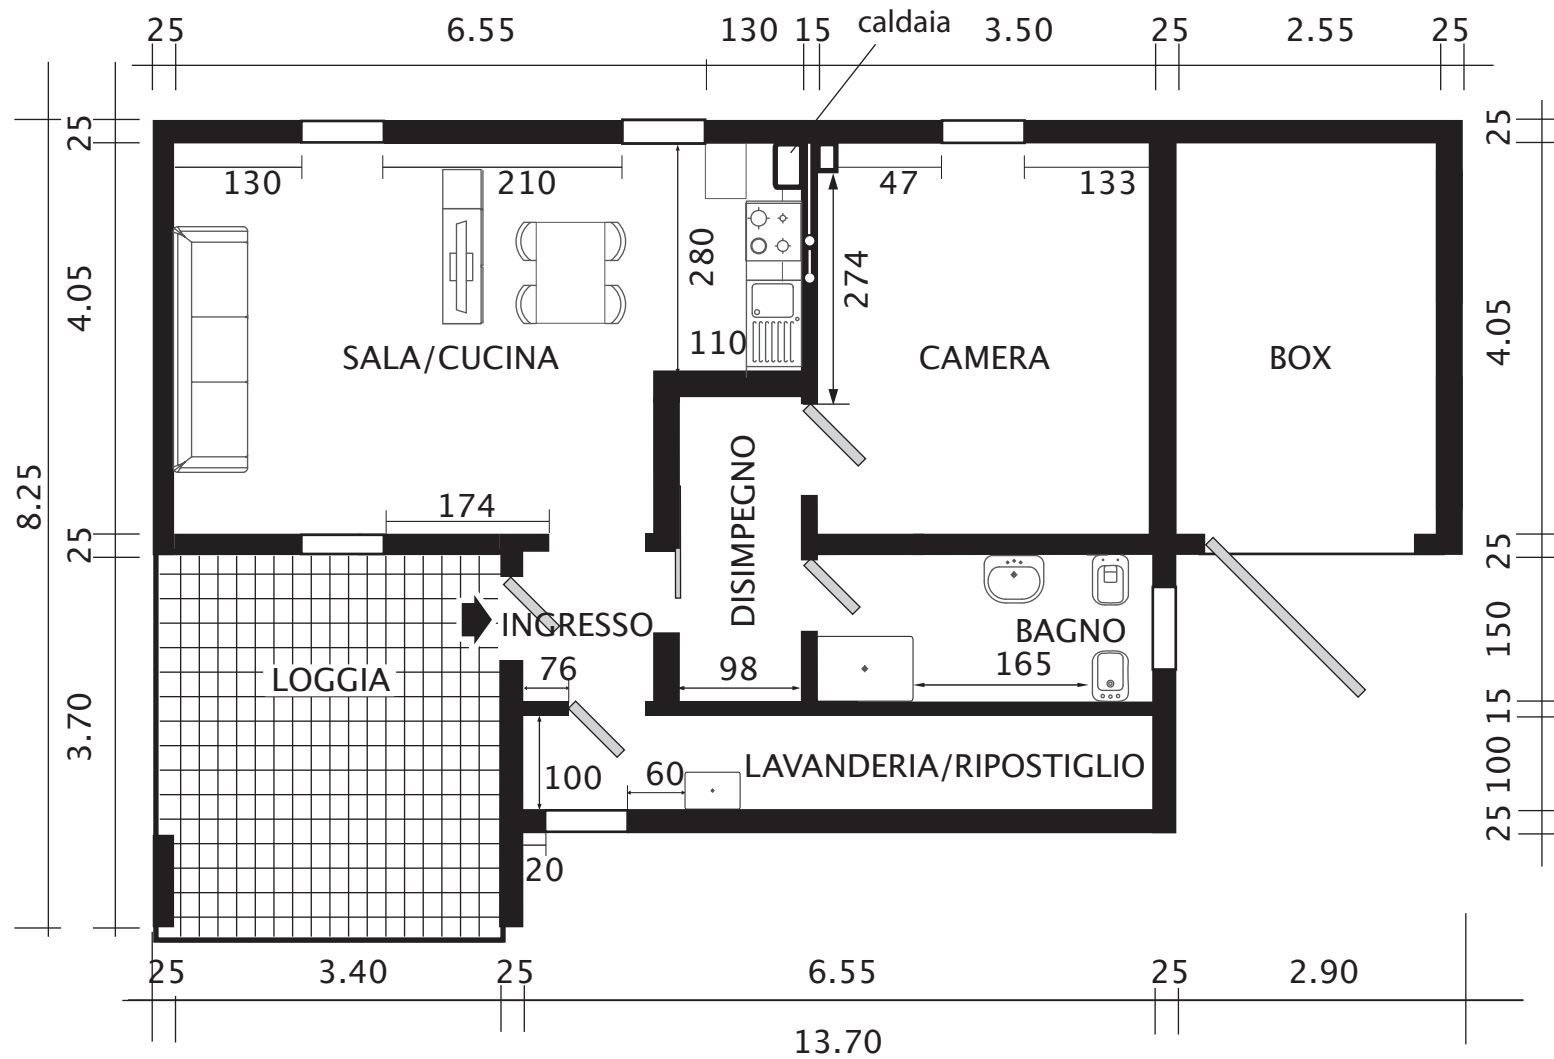 25 6.55 130 15 caldaia 3.50 25 2.55 25
25 25
130 210 47 133
280 274
4.05 4.05
110
SALA/CUCINA CAMERA BOX
8.25
174 DISIMPEGNO
25 25
INGRESSO BAGNO 150
LOGGIA 76 98 165
3.70 15
100 60 LAVANDERIA/RIPOSTIGLIO 100
25
20
25 3.40 25 6.55 25 2.90
13.70